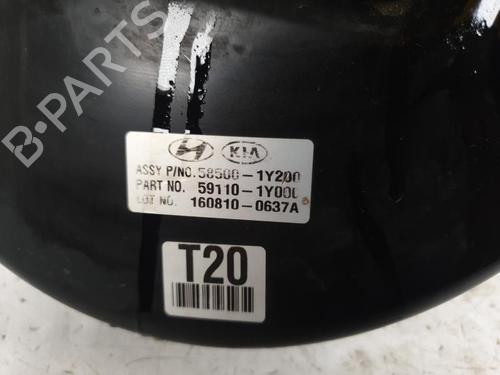 B-PARTS
KIA
ASSY P/NO. 58500-1Y200
PART NO. 59110-1Y000
LOT NO. 160810-0637A
T20